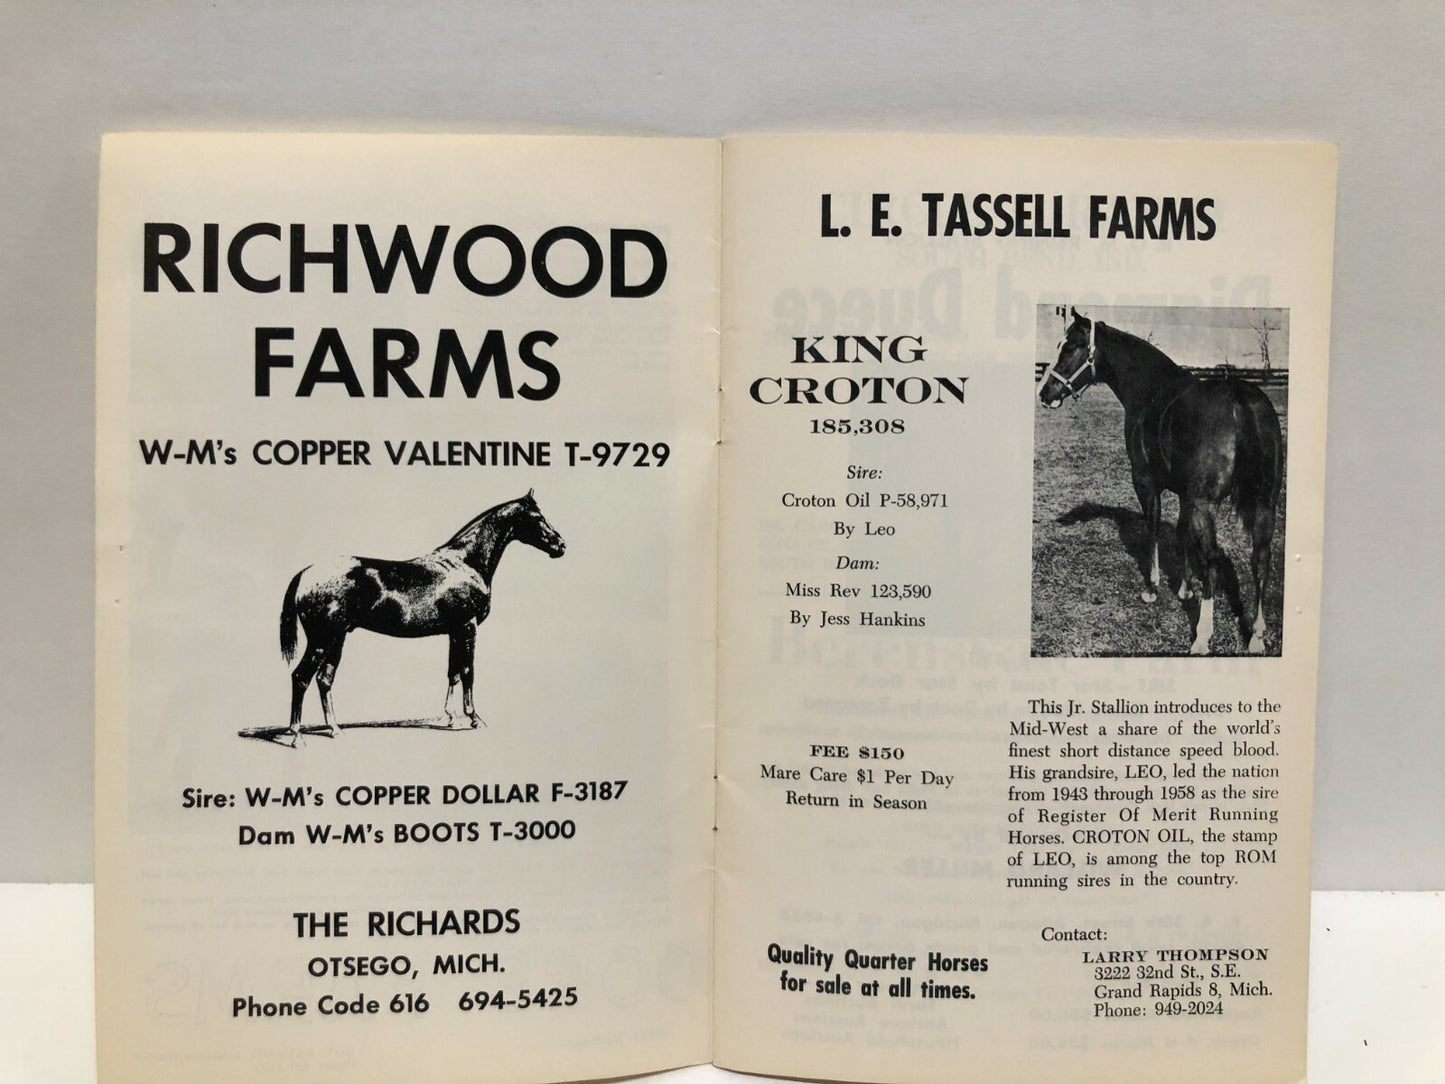 RICHWOOD
FARMS
W-M's COPPER VALENTINE T-9729
Sire: W-M's COPPER DOLLAR F-3187
Dam W-M's BOOTS T-3000
THE RICHARDS
OTSEGO, MICH.
Phone Code 616 694-5425
L. E. TASSELL FARMS
KING
CROTON
185,308
Sire:
Croton Oil P-58,971
By Leo
Dam:
Miss Rev 123,590
By Jess Hankins
FEE $150
Mare Care $1 Per Day
Return in Season
This Jr. Stallion introduces to the
Mid-West a share of the world's
finest short distance speed blood.
His grandsire, LEO, led the nation
from 1943 through 1958 as the sire
of Register Of Merit Running
Horses. CROTON OIL, the stamp
of LEO, is among the top ROM
running sires in the country.
Quality Quarter Horses
for sale at all times.
Contact:
LARRY THOMPSON
3222 32nd St., S.E.
Grand Rapids 8, Mich.
Phone: 949-2024